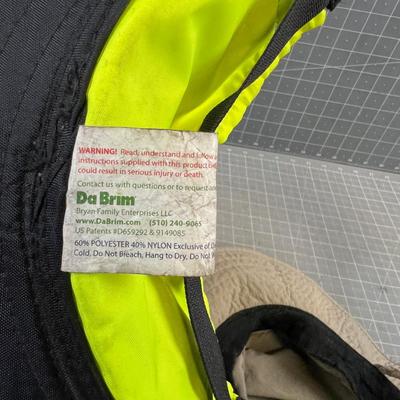 WARNING! Read, understand and follow
instructions supplied with this product
could result in serious injury or death.
Contact us with questions or to request
Da Brim
Bryan Family Enterprises LLC
www.DaBrim.com (510) 240-9065
US Patents #D659292 & 9149085
60% POLYESTER 40% NYLON Exclusive of
Cold. Do Not Bleach, Hang to Dry, Do Not